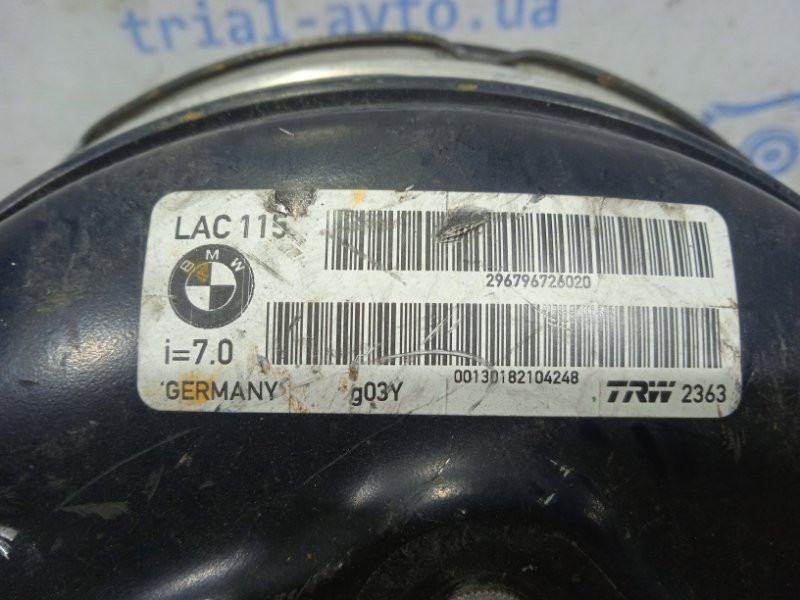 trial-avto.ua
LAC 115
296796726020
BMW
i=7.0
00130182104248
GERMANY
g03Y
TRW 2363